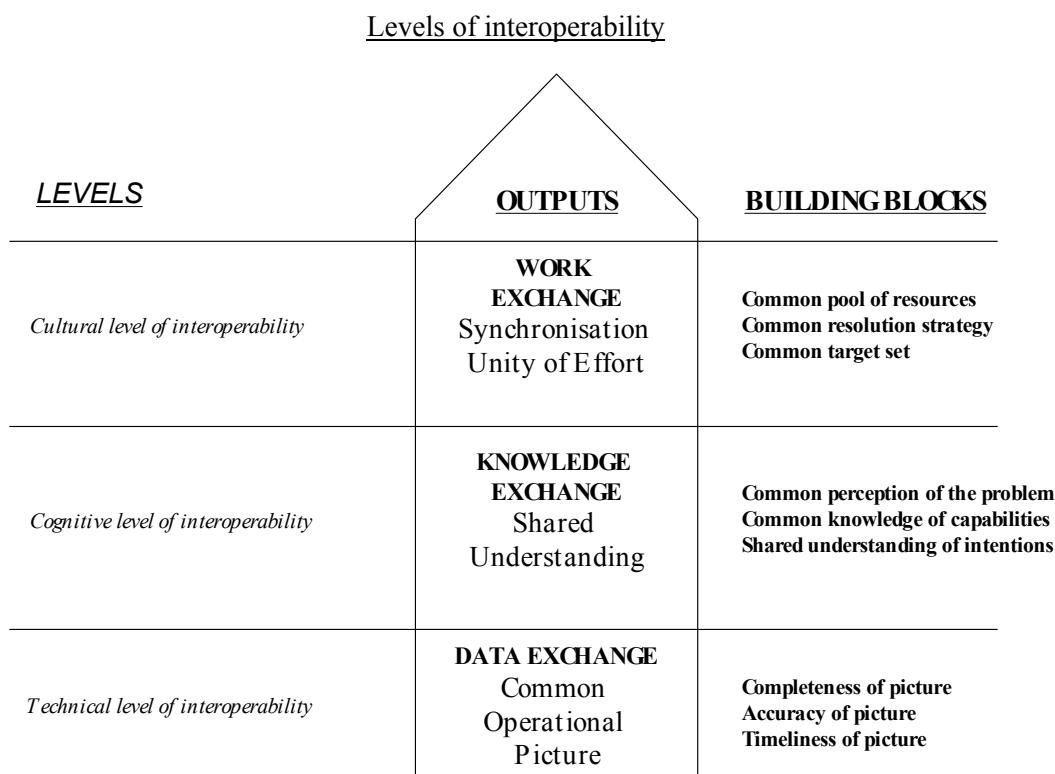 Levels of interoperability
LEVELS
OUTPUTS
BUILDING BLOCKS
Cultural level of interoperability
WORK
EXCHANGE
Synchronisation
Unity of Effort
Common pool of resources
Common resolution strategy
Common target set
Cognitive level of interoperability
KNOWLEDGE
EXCHANGE
Shared
Understanding
Common perception of the problem
Common knowledge of capabilities
Shared understanding of intentions
Technical level of interoperability
DATA EXCHANGE
Common
Operational
Picture
Completeness of picture
Accuracy of picture
Timeliness of picture